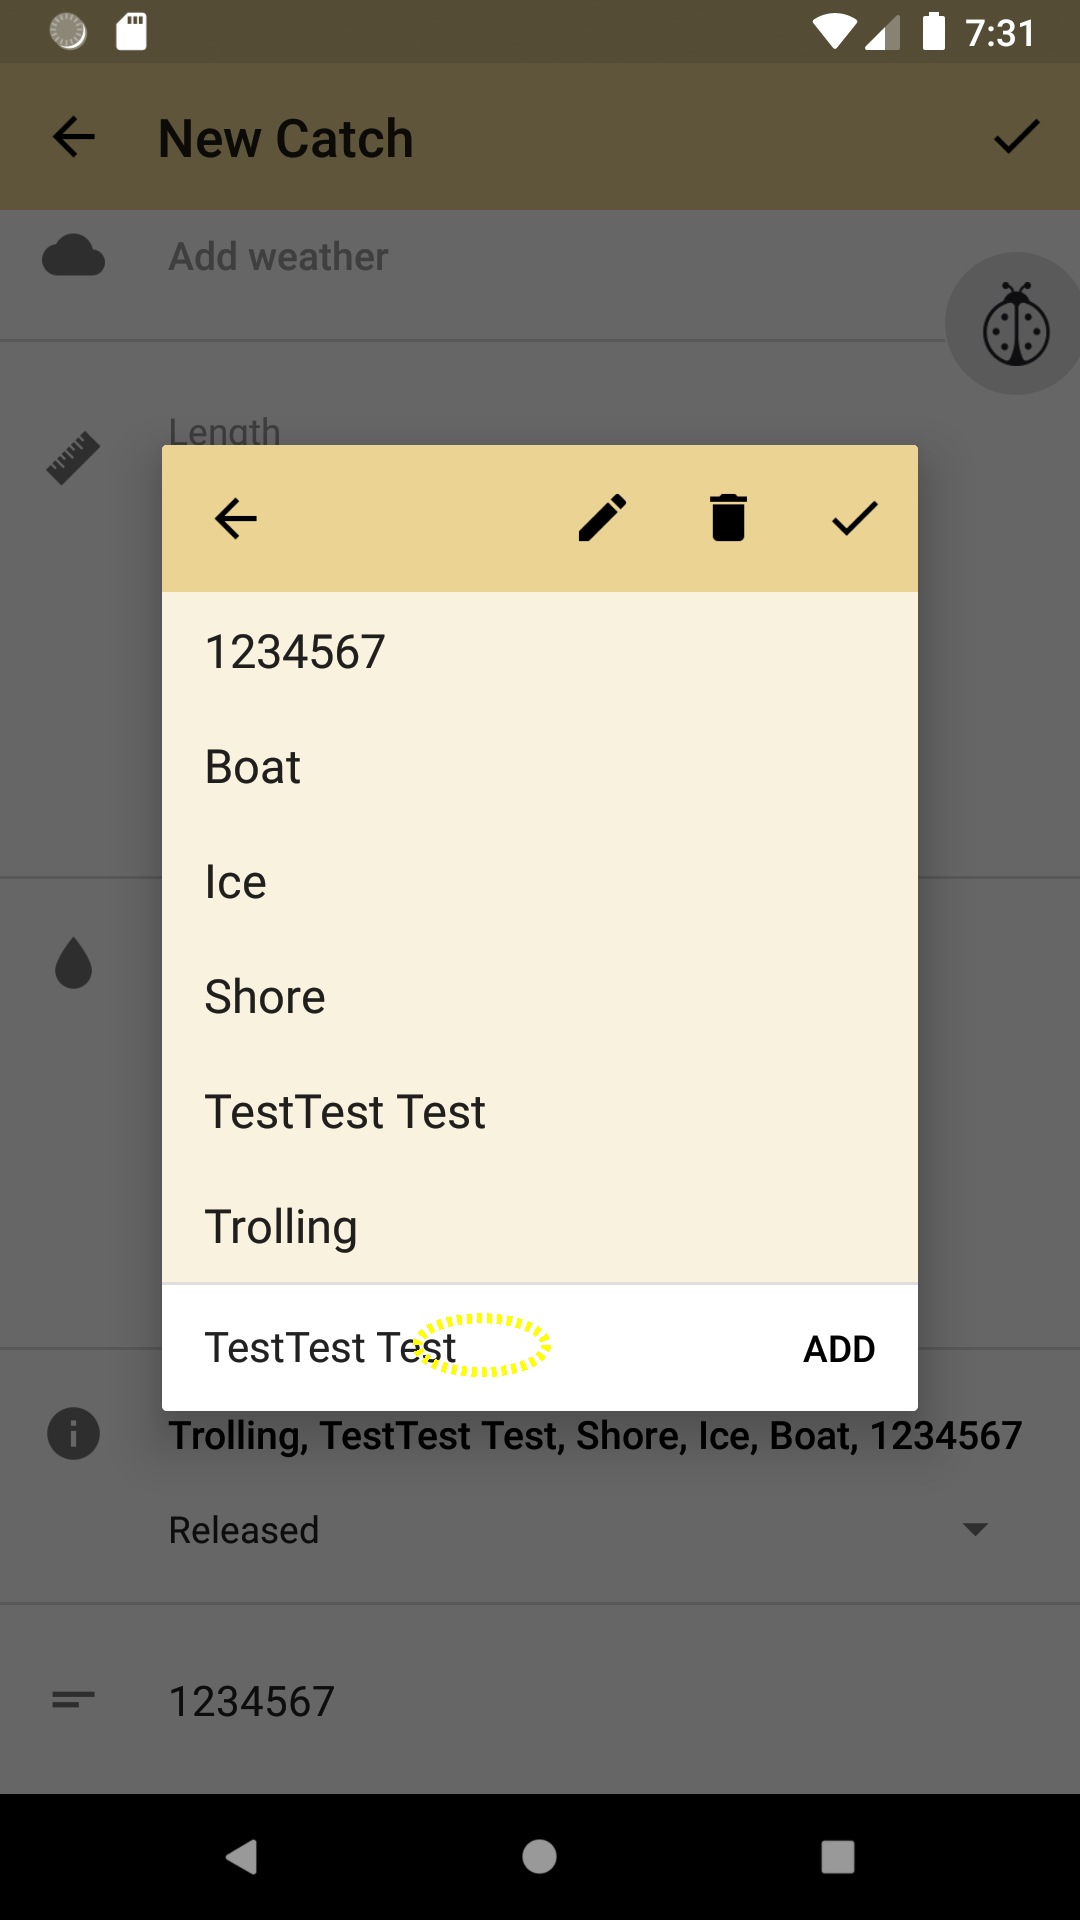 7:31
New Catch
Add weather
Length
1234567
Boat
Ice
Shore
TestTest Test
Trolling
TestTest Test ADD
Trolling, TestTest Test, Shore, Ice, Boat, 1234567
Released
1234567